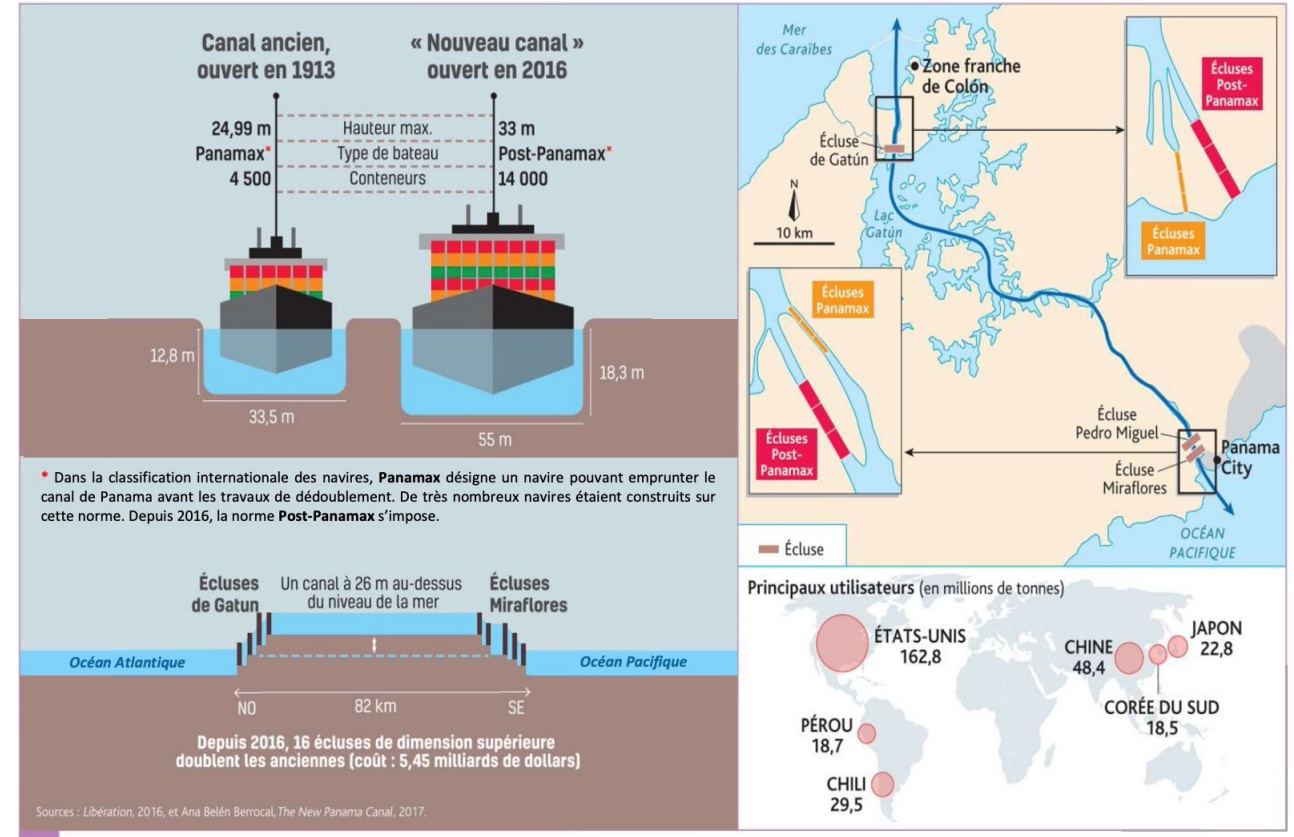 Canal ancien,
ouvert en 1913
« Nouveau canal »
ouvert en 2016
24,99 m
Hauteur max.
33 m
Panamax*
Type de bateau
Post-Panamax*
4 500
Conteneurs
14 000
12,8 m
33,5 m
18,3 m
55 m
* Dans la classification internationale des navires, Panamax désigne un navire pouvant emprunter le
canal de Panama avant les travaux de dédoublement. De très nombreux navires étaient construits sur
cette norme. Depuis 2016, la norme Post-Panamax s’impose.
Écluses
de Gatun
Un canal à 26 m au-dessus
du niveau de la mer
Écluses
Miraflores
Océan Atlantique
Océan Pacifique
NO
82 km
SE
Depuis 2016, 16 écluses de dimension supérieure
doublent les anciennes (coût : 5,45 milliards de dollars)
Sources : Libération, 2016, et Ana Belén Berrocal, The New Panama Canal, 2017.
Mer
des Caraïbes
Zone franche
de Colón
Écluse
de Gatún
N
10 km
Lac
Gatún
Écluses
Post-
Panamax
Écluses
Panamax
Écluses
Panamax
Écluses
Post-
Panamax
Écluse
Pedro Miguel
Écluse
Miraflores
Panama
City
OCÉAN
PACIFIQUE
Écluse
Principaux utilisateurs (en millions de tonnes)
ÉTATS-UNIS
162,8
CHINE
48,4
JAPON
22,8
CORÉE DU SUD
18,5
PÉROU
18,7
CHILI
29,5